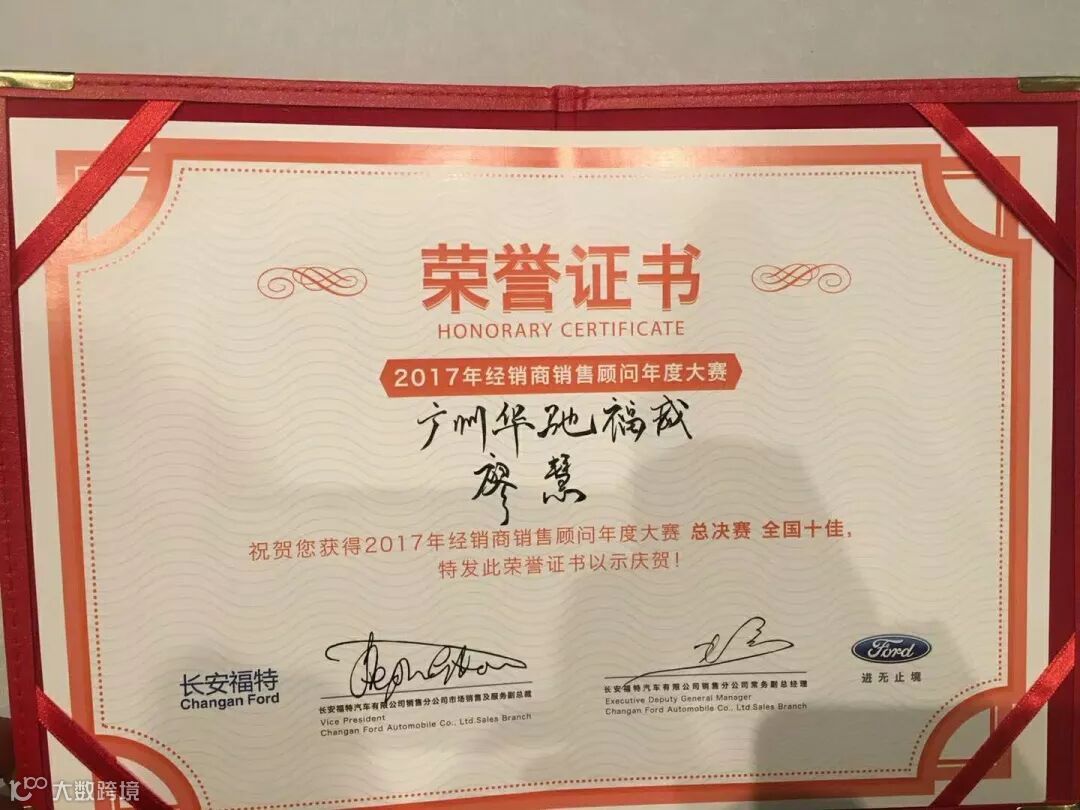 荣誉证书
HONORARY CERTIFICATE
2017年经销商销售顾问年度大赛
广州华驰福威
廖慧
祝贺您获得2017年经销商销售顾问年度大赛 总决赛 全国十佳,
特发此荣誉证书以示庆贺!
长安福特
Changan Ford
长安福特汽车有限公司销售分公司市场销售及服务副总裁
Vice President
Changan Ford Automobile Co., Ltd.Sales Branch
长安福特汽车有限公司销售分公司常务副总经理
Executive Deputy General Manager
Changan Ford Automobile Co., Ltd.Sales Branch
Ford
进无止境
大数跨境